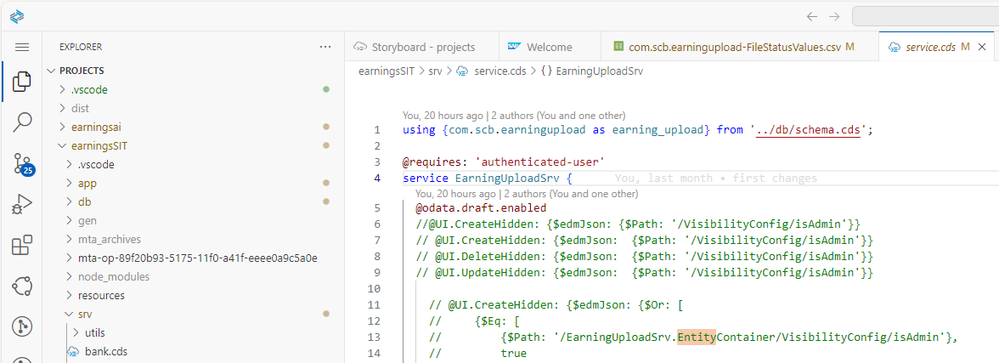 EXPLORER
PROJECTS
.vscode
dist
earningsai
earningsSIT
.vscode
app
db
gen
mta_archives
mta-op-89f20b93-5175-11f0-a41f-eeee0a9c5a0e
node_modules
resources
srv
utils
bank.cds
25
Storyboard - projects
SAP Welcome
com.scb.earningupload-FileStatusValues.csv M
service.cds M
earningsSIT > srv > service.cds > {} EarningUploadSrv
You, 20 hours ago | 2 authors (You and one other)
1 using {com.scb.earningupload as earning_upload} from '../db/schema.cds';
2
3 @requires: 'authenticated-user'
4 service EarningUploadSrv { You, last month • first changes
You, 20 hours ago | 2 authors (You and one other)
5 @odata.draft.enabled
6 //@UI.CreateHidden: {$edmJson: {$Path: '/VisibilityConfig/isAdmin'}}
7 // @UI.CreateHidden: {$edmJson:  {$Path: '/VisibilityConfig/isAdmin'}}
8 // @UI.DeleteHidden: {$edmJson:  {$Path: '/VisibilityConfig/isAdmin'}}
9 // @UI.UpdateHidden: {$edmJson:  {$Path: '/VisibilityConfig/isAdmin'}}
10
11 // @UI.CreateHidden: {$edmJson: {$Or: [
12 //     {$Eq: [
13 //         {$Path: '/EarningUploadSrv.EntityContainer/VisibilityConfig/isAdmin'},
14 //         true